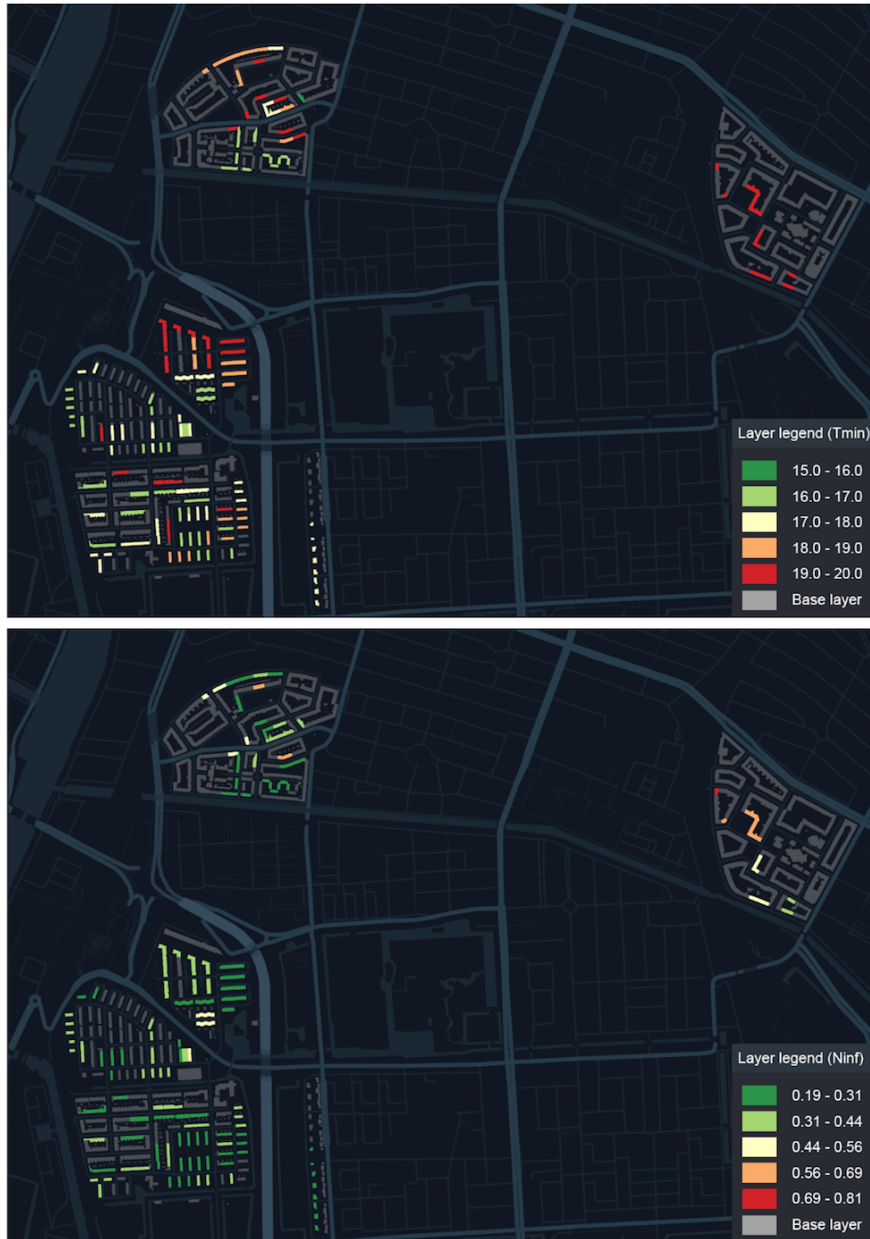 Layer legend (Tmin)
15.0 - 16.0
16.0 - 17.0
17.0 - 18.0
18.0 - 19.0
19.0 - 20.0
Base layer
Layer legend (Ninf)
0.19 - 0.31
0.31 - 0.44
0.44 - 0.56
0.56 - 0.69
0.69 - 0.81
Base layer